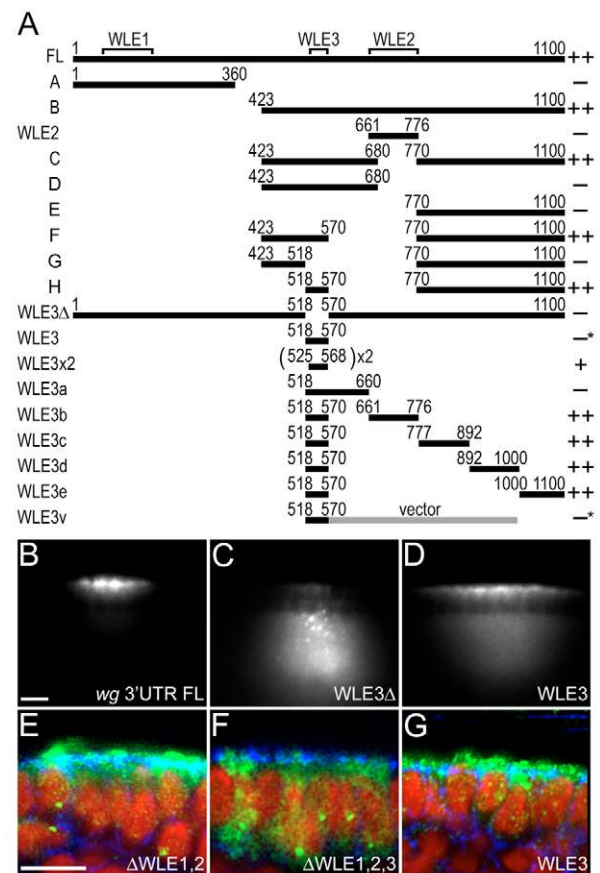 A
WLE1 WLE3 WLE2
FL 1 1100 ++
A 1 360 –
B 423 1100 ++
WLE2 661 776 –
C 423 680 770 1100 ++
D 423 680 –
E 770 1100 –
F 423 570 770 1100 ++
G 423 518 770 1100 –
H 518 570 770 1100 ++
WLE3Δ 1 518 570 1100 –
WLE3 518 570 –*
WLE3x2 (525 568)x2 +
WLE3a 518 660 –
WLE3b 518 570 661 776 ++
WLE3c 518 570 777 892 ++
WLE3d 518 570 892 1000 ++
WLE3e 518 570 1000 1100 ++
WLE3v 518 570 vector –*
B C D
wg 3'UTR FL WLE3Δ WLE3
E F G
ΔWLE1,2 ΔWLE1,2,3 WLE3